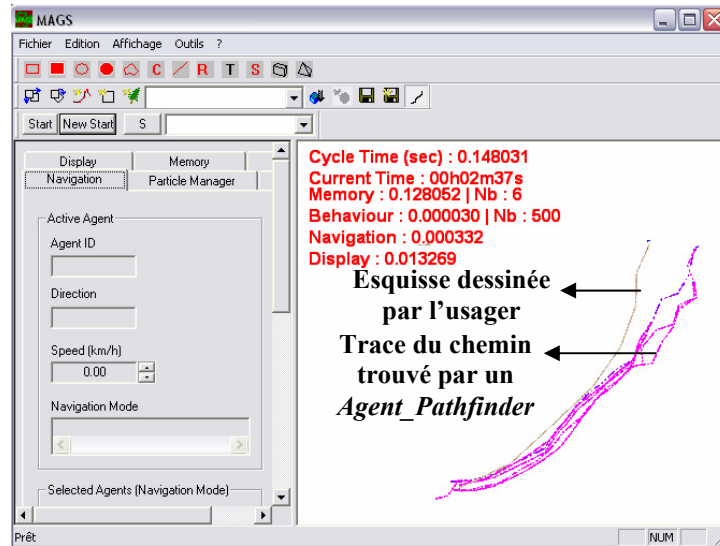 MAGS
Fichier Edition Affichage Outils ?
C R T S
Start New Start S
Display Memory
Navigation Particle Manager
Active Agent
Agent ID
Direction
Speed (km/h)
0.00
Navigation Mode
Selected Agents (Navigation Mode)
Cycle Time (sec) : 0.148031
Current Time : 00h02m37s
Memory : 0.128052 | Nb : 6
Behaviour : 0.000030 | Nb : 500
Navigation : 0.000332
Display : 0.013269
Esquisse dessinée
par l'usager
Trace du chemin
trouvé par un
Agent_Pathfinder
Prêt NUM